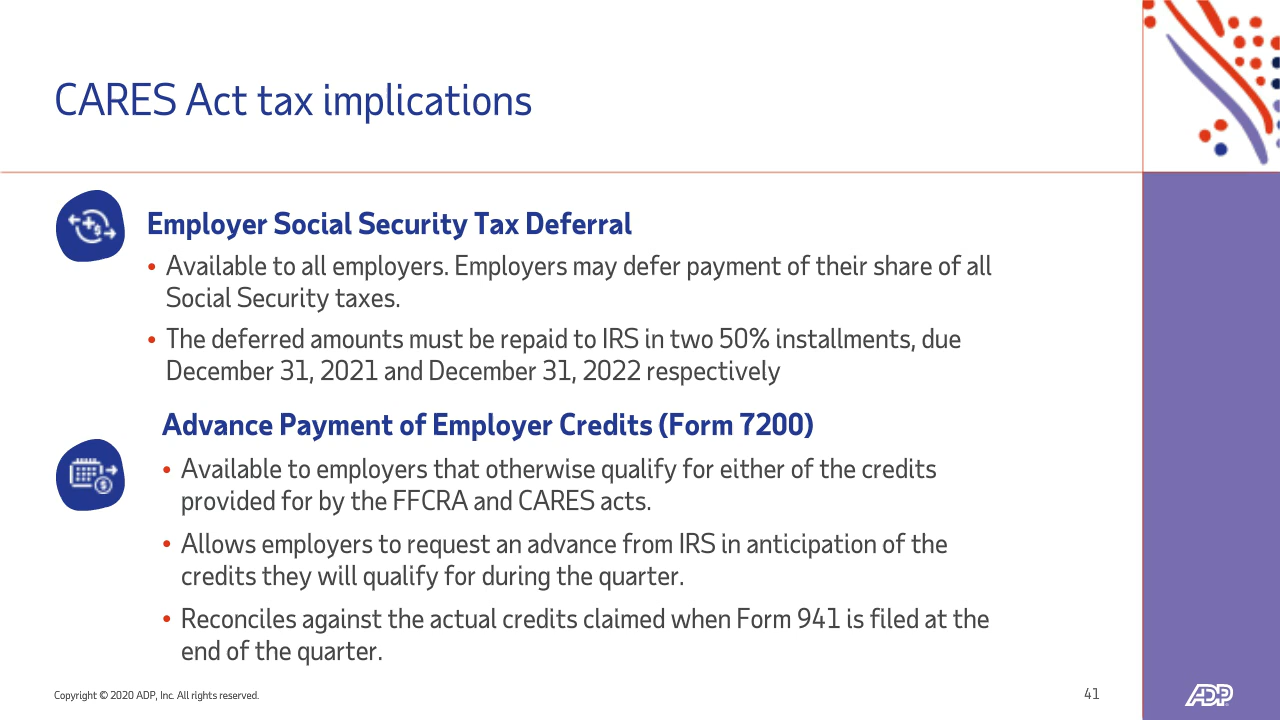 CARES Act tax implications
Employer Social Security Tax Deferral
• Available to all employers. Employers may defer payment of their share of all
Social Security taxes.
• The deferred amounts must be repaid to IRS in two 50% installments, due
December 31, 2021 and December 31, 2022 respectively
Advance Payment of Employer Credits (Form 7200)
• Available to employers that otherwise qualify for either of the credits
provided for by the FFCRA and CARES acts.
• Allows employers to request an advance from IRS in anticipation of the
credits they will qualify for during the quarter.
• Reconciles against the actual credits claimed when Form 941 is filed at the
end of the quarter.
Copyright © 2020 ADP, Inc. All rights reserved.
41
ADP